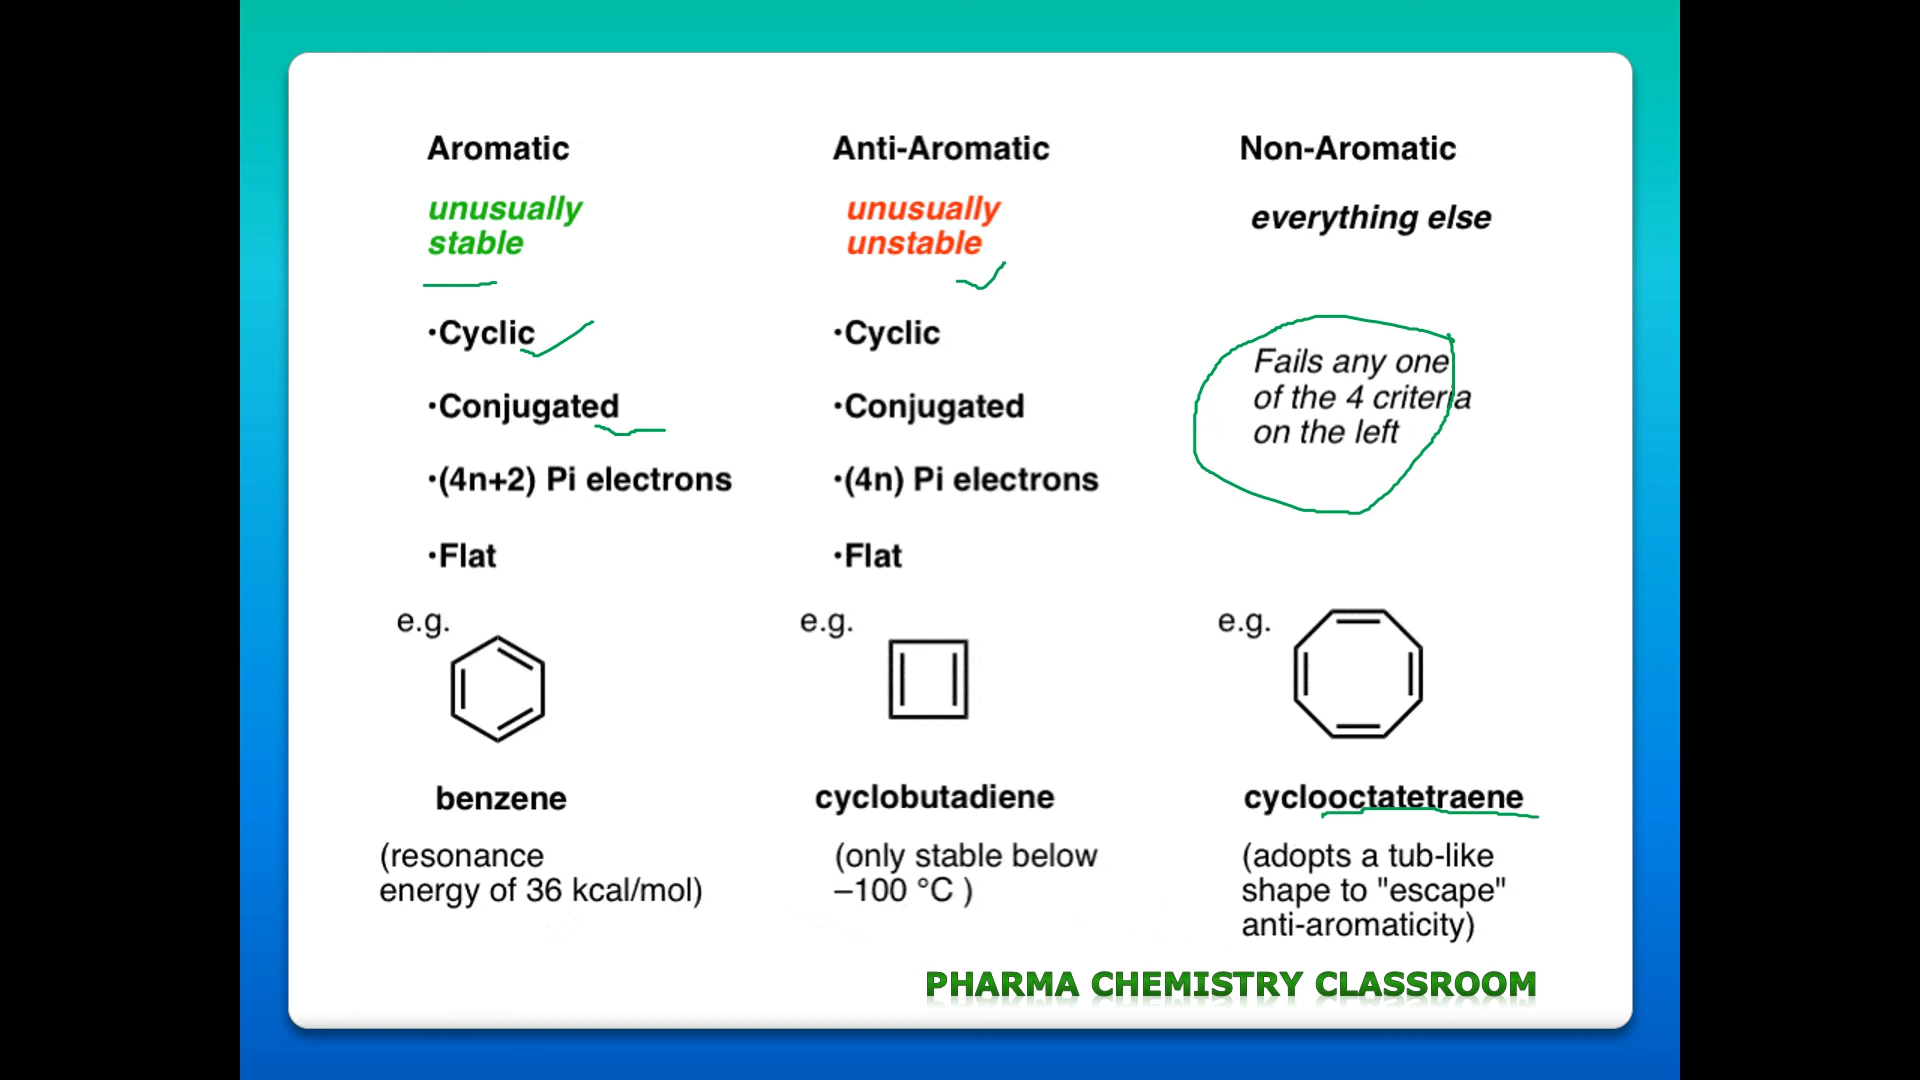 Aromatic
unusually
stable
·Cyclic
·Conjugated
·(4n+2) Pi electrons
·Flat
e.g.
benzene
(resonance
energy of 36 kcal/mol)
Anti-Aromatic
unusually
unstable
·Cyclic
·Conjugated
·(4n) Pi electrons
·Flat
e.g.
cyclobutadiene
(only stable below
–100 °C )
Non-Aromatic
everything else
Fails any one
of the 4 criteria
on the left
e.g.
cyclooctatetraene
(adopts a tub-like
shape to "escape"
anti-aromaticity)
PHARMA CHEMISTRY CLASSROOM